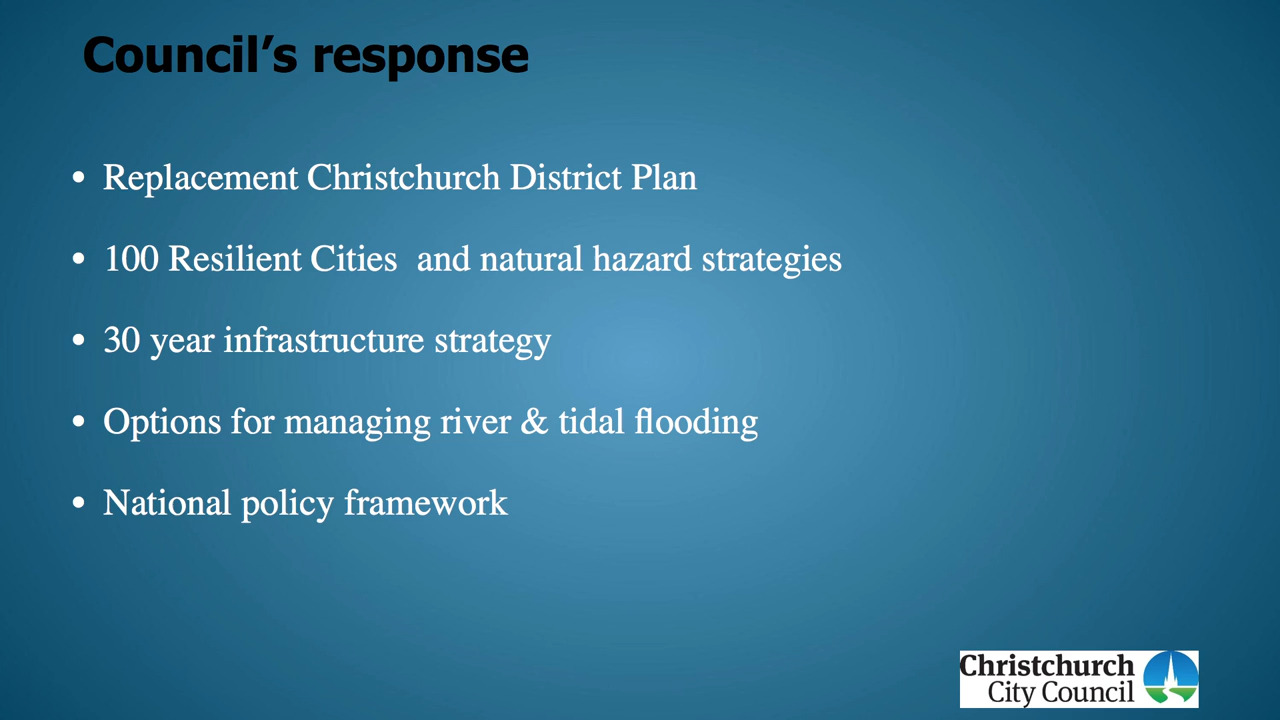 Council’s response
• Replacement Christchurch District Plan
• 100 Resilient Cities  and natural hazard strategies
• 30 year infrastructure strategy
• Options for managing river & tidal flooding
• National policy framework
Christchurch
City Council